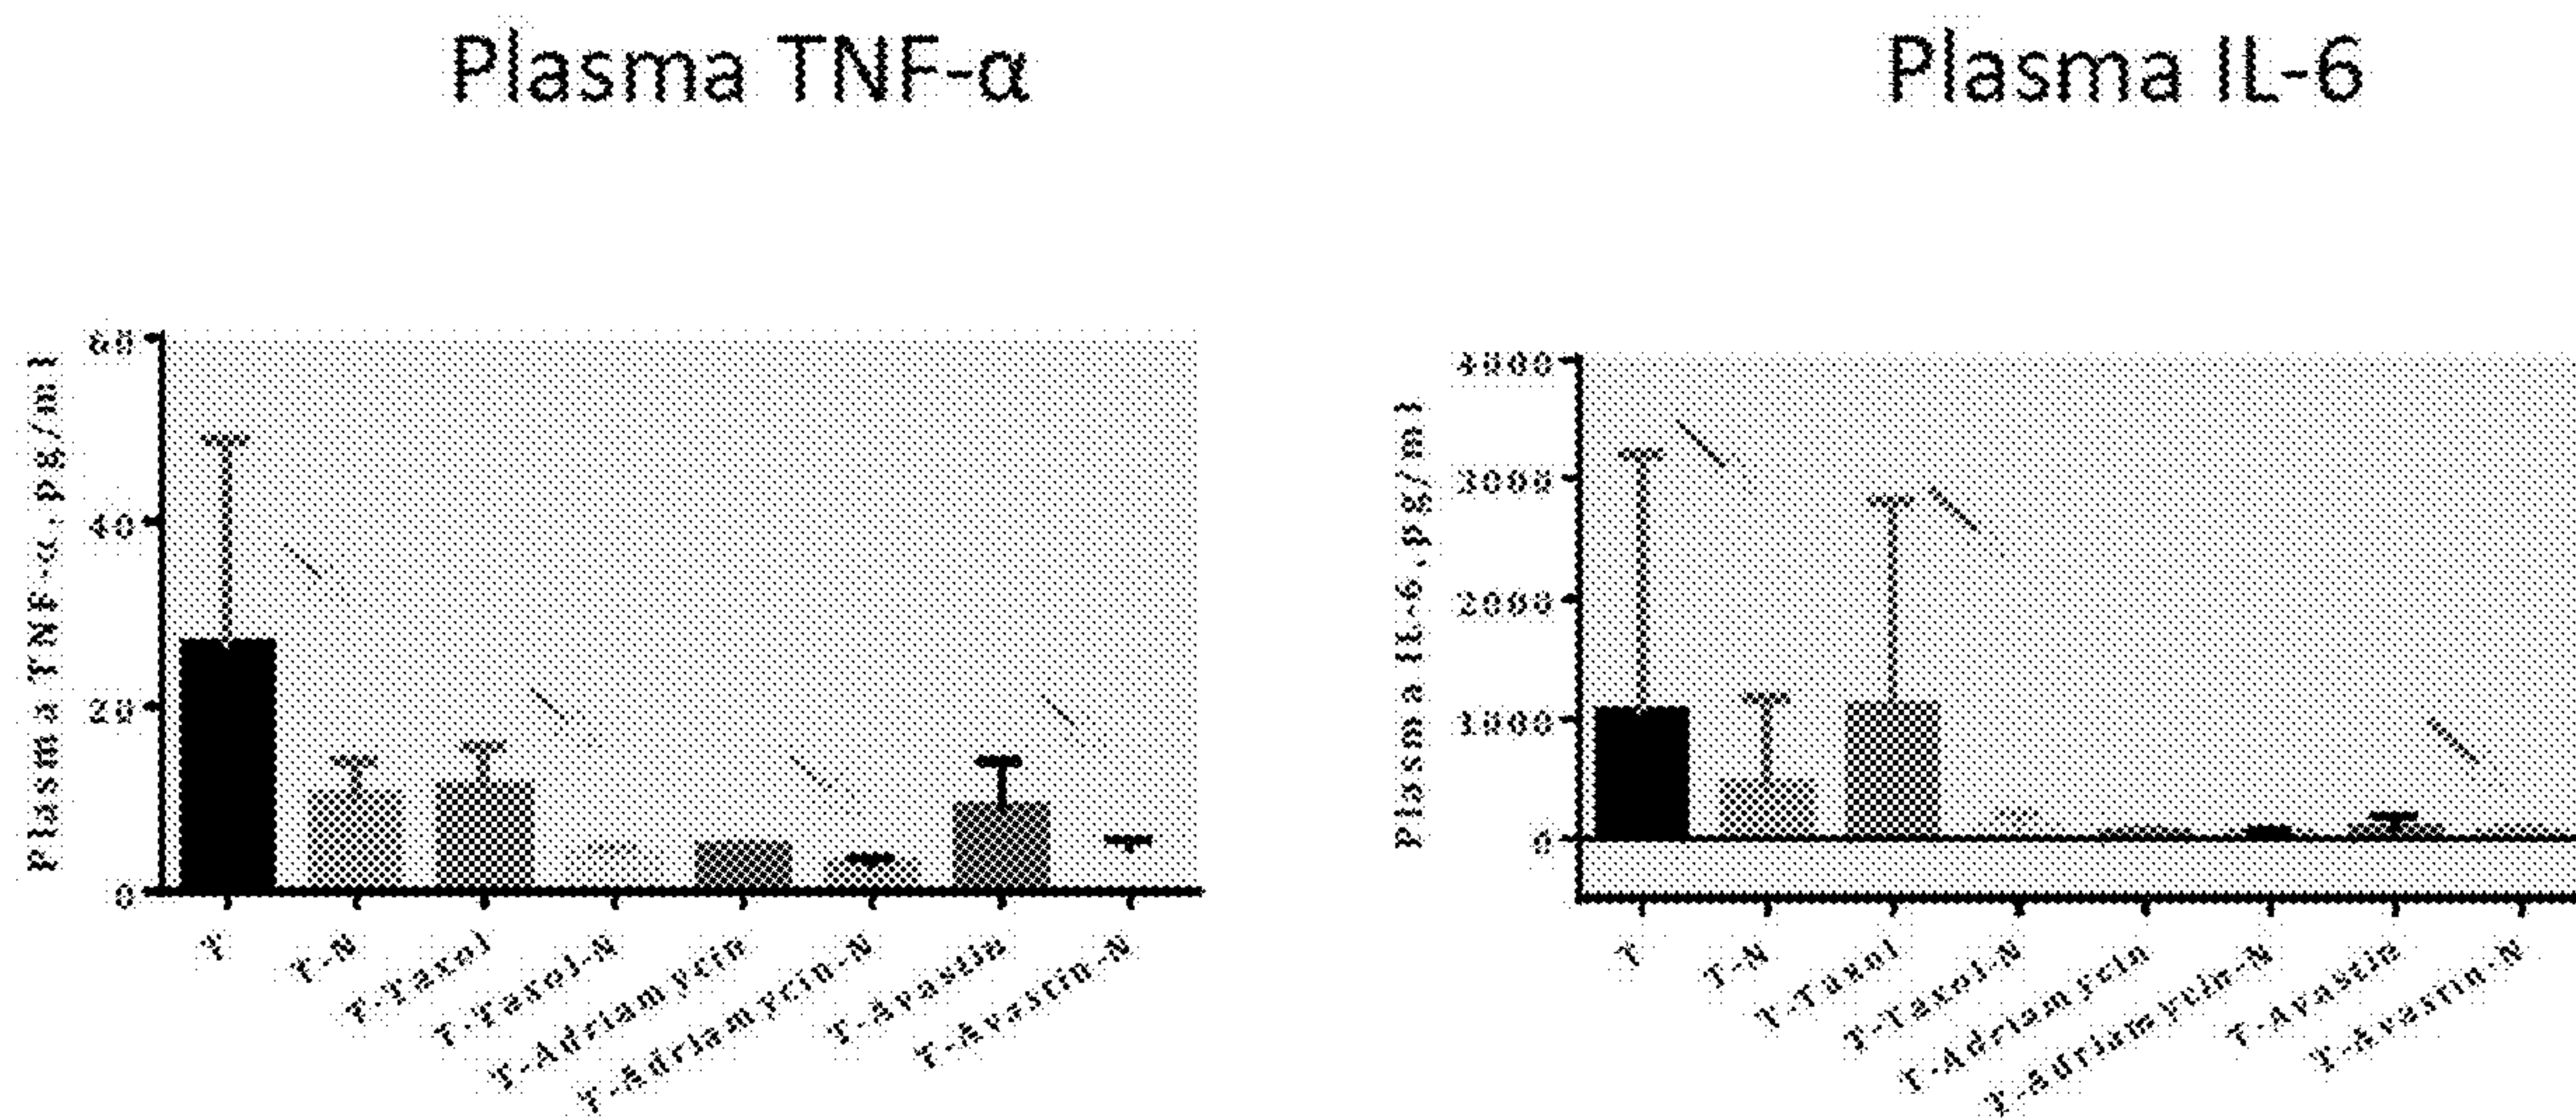 Plasma TNF-α
Plasma IL-6
Plasma TNF-α, pg/ml
60
40
20
0
T
T-N
T-Taxol
T-Taxol-N
T-Adriamycin
T-Adriamycin-N
T-Avastin
T-Avastin-N
Plasma IL-6, pg/ml
4000
3000
2000
1000
0
T
T-N
T-Taxol
T-Taxol-N
T-Adriamycin
T-Adriamycin-N
T-Avastin
T-Avastin-N